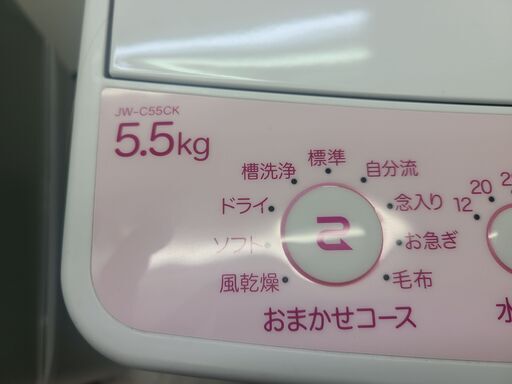 JW-C55CK
5.5kg
標準
槽洗浄
自分流
ドライ
念入り
ソフト
お急ぎ
風乾燥
毛布
おまかせコース
20
12
水